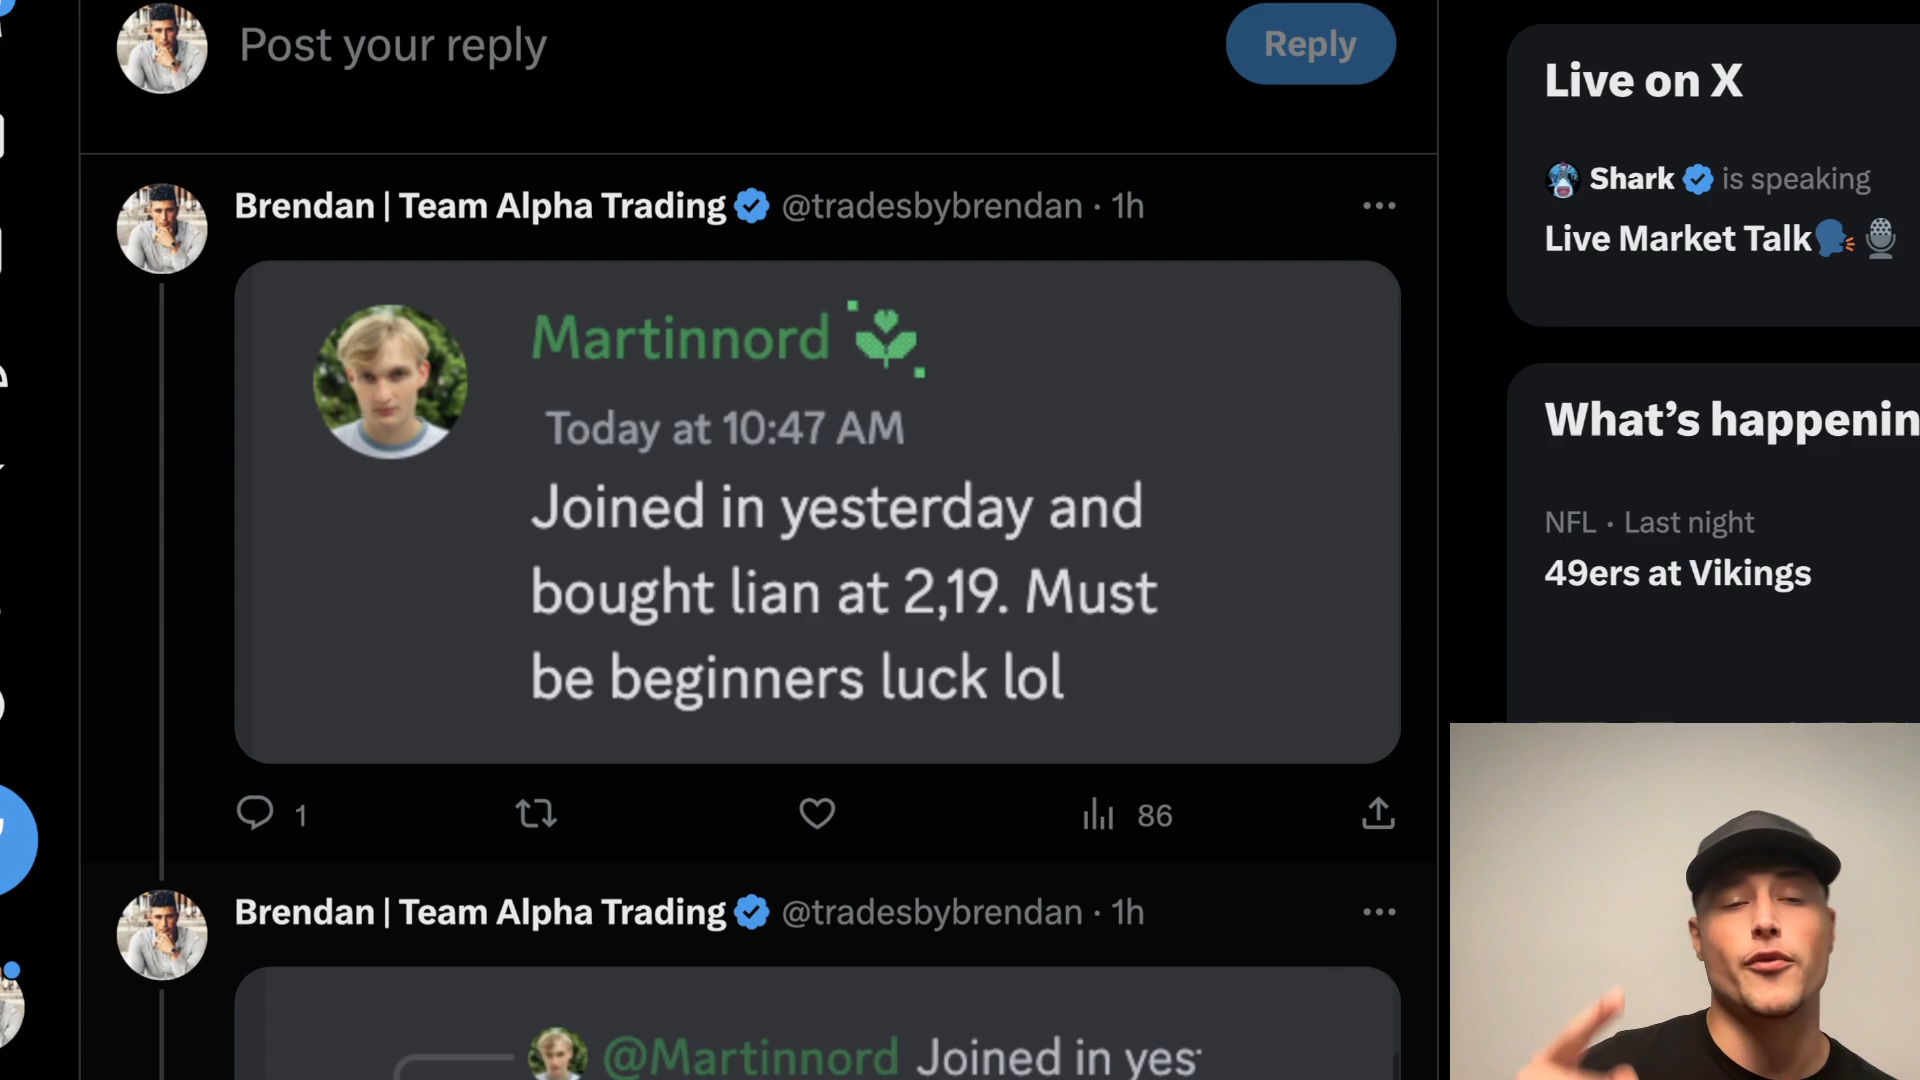 Post your reply
Reply
Brendan | Team Alpha Trading @tradesbybrendan · 1h
Martinnord
Today at 10:47 AM
Joined in yesterday and
bought lian at 2,19. Must
be beginners luck lol
1
86
Brendan | Team Alpha Trading @tradesbybrendan · 1h
@Martinnord Joined in yes
Live on X
Shark is speaking
Live Market Talk
What's happenin
NFL · Last night
49ers at Vikings